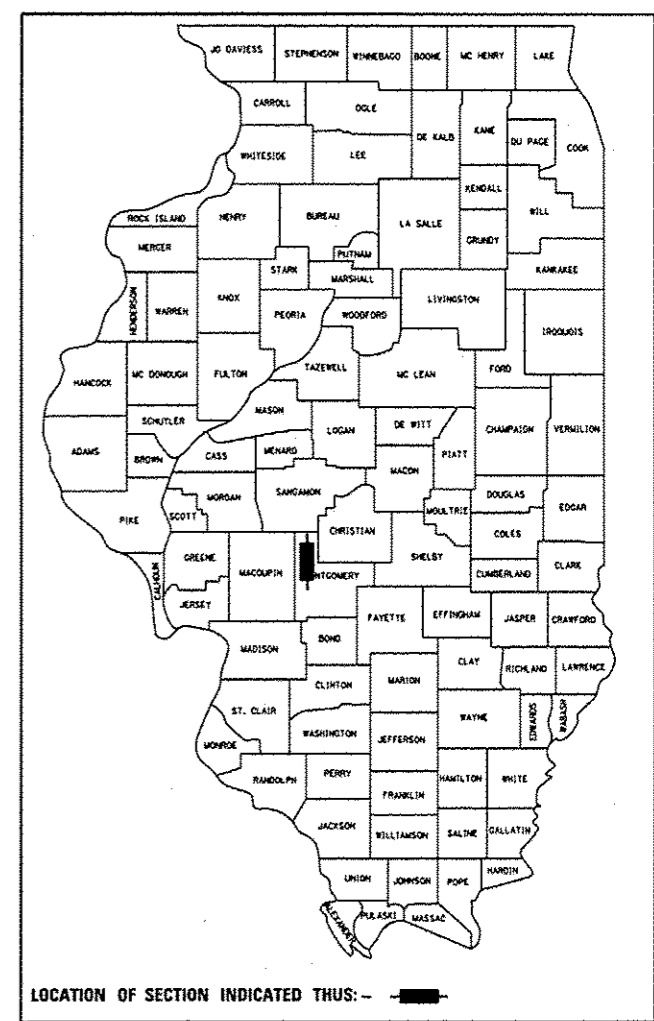 JO DAVIESS STEPHENSON WINNEBAGO BOONE MC HENRY LAKE
CARROLL OGLE DE KALB KANE DU PAGE COOK
WHITESIDE LEE
KENDALL
ROCK ISLAND HENRY BUREAU LA SALLE WILL
MERCER PUTNAM GRUNDY
STARK MARSHALL KANKAKEE
HENDERSON WARREN KNOX PEORIA WOODFORD LIVINGSTON IROQUOIS
HANCOCK MC DONOUGH FULTON TAZEWELL MC LEAN FORD
MASON
SCHUYLER LOGAN DE WITT CHAMPAIGN VERMILION
ADAMS BROWN CASS MENARD PIATT
MACON
MORGAN SANGAMON DOUGLAS EDGAR
PIKE SCOTT CHRISTIAN MOULTRIE COLES
CALHOUN GREENE MACOUPIN MONTGOMERY SHELBY CUMBERLAND CLARK
JERSEY FAYETTE EFFINGHAM JASPER CRAWFORD
MADISON BOND
CLAY RICHLAND LAWRENCE
CLINTON MARION
ST. CLAIR WAYNE EDWARDS WABASH
MONROE WASHINGTON JEFFERSON
RANDOLPH PERRY HAMILTON WHITE
FRANKLIN
JACKSON WILLIAMSON SALINE GALLATIN
UNION JOHNSON POPE HARDIN
ALEXANDER PULASKI MASSAC
LOCATION OF SECTION INDICATED THUS: -